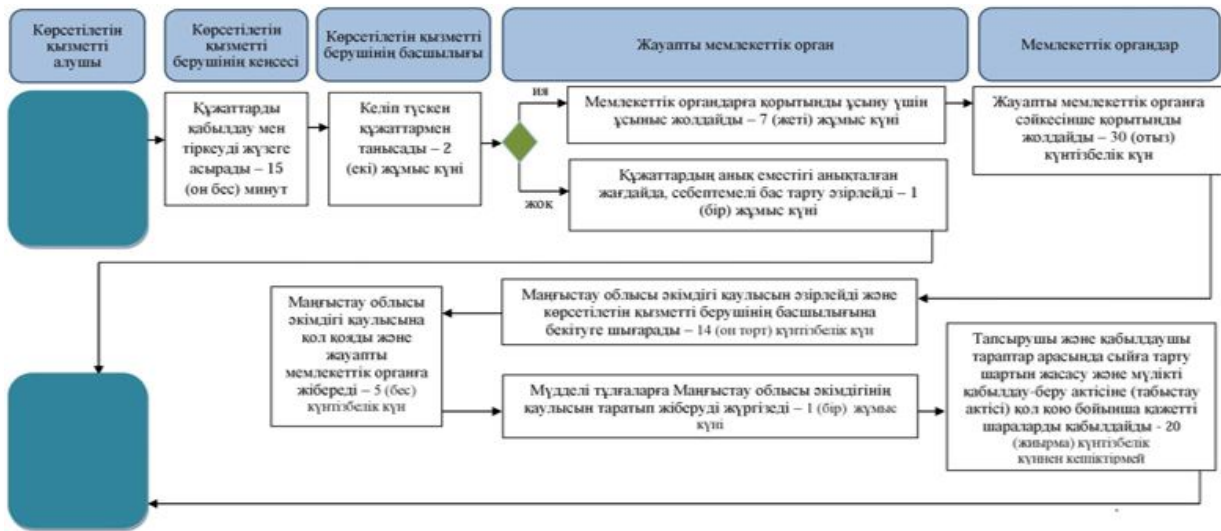 Көрсетілетін
қызметті
алушы
Көрсетілетін
қызметті
берушінің кеңсесі
Көрсетілетін қызметті
берушінің басшылығы
Жауапты мемлекеттік орган
Мемлекеттік органдар
Құжаттарды
қабылдау мен
тіркеуді жүзеге
асырады – 15
(он бес) минут
Келіп түскен
құжаттармен
танысады – 2
(екі) жұмыс күні
ия
Мемлекеттік органдарға қорытынды ұсыну үшін
ұсыныс жолдайды – 7 (жеті) жұмыс күні
Жауапты мемлекеттік органға
сәйкесінше қорытынды
жолдайды – 30 (отыз)
күнтізбелік күн
жок
Құжаттардың анық еместігі анықталған
жағдайда, себептемелі бас тарту әзірлейді – 1
(бір) жұмыс күні
Маңғыстау облысы әкімдігі қаулысын әзірлейді және
көрсетілетін қызметті берушінің басшылығына
бекітуге шығарады – 14 (он торт) күнтізбелік күн
Маңғыстау облысы
әкімдігі қаулысына
қол қояды және
жауапты
мемлекеттік органға
жібереді – 5 (бес)
күнтізбелік күн
Мүдделі тұлғаларға Маңғыстау облысы әкімдігінің
қаулысын таратып жіберуді жүргізеді – 1 (бір) жұмыс
күні
Тапсырушы және қабылдаушы
тараптар арасында сыйға тарту
шартын жасасу және мүлікті
қабылдау-беру актісіне (табыстау
актісі) қол қою бойынша қажетті
шараларды қабылдайды - 20
(жиырма) күнтізбелік
күннен кешіктірмей